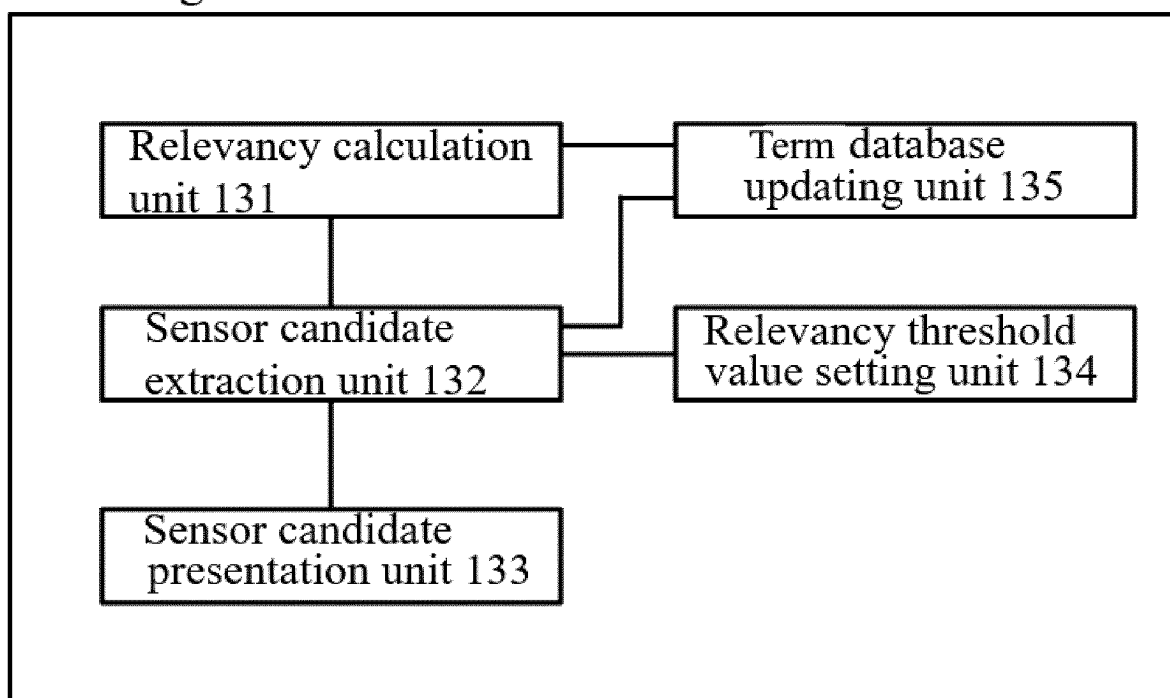 Relevancy calculation
unit 131
Term database
updating unit 135
Sensor candidate
extraction unit 132
Relevancy threshold
value setting unit 134
Sensor candidate
presentation unit 133